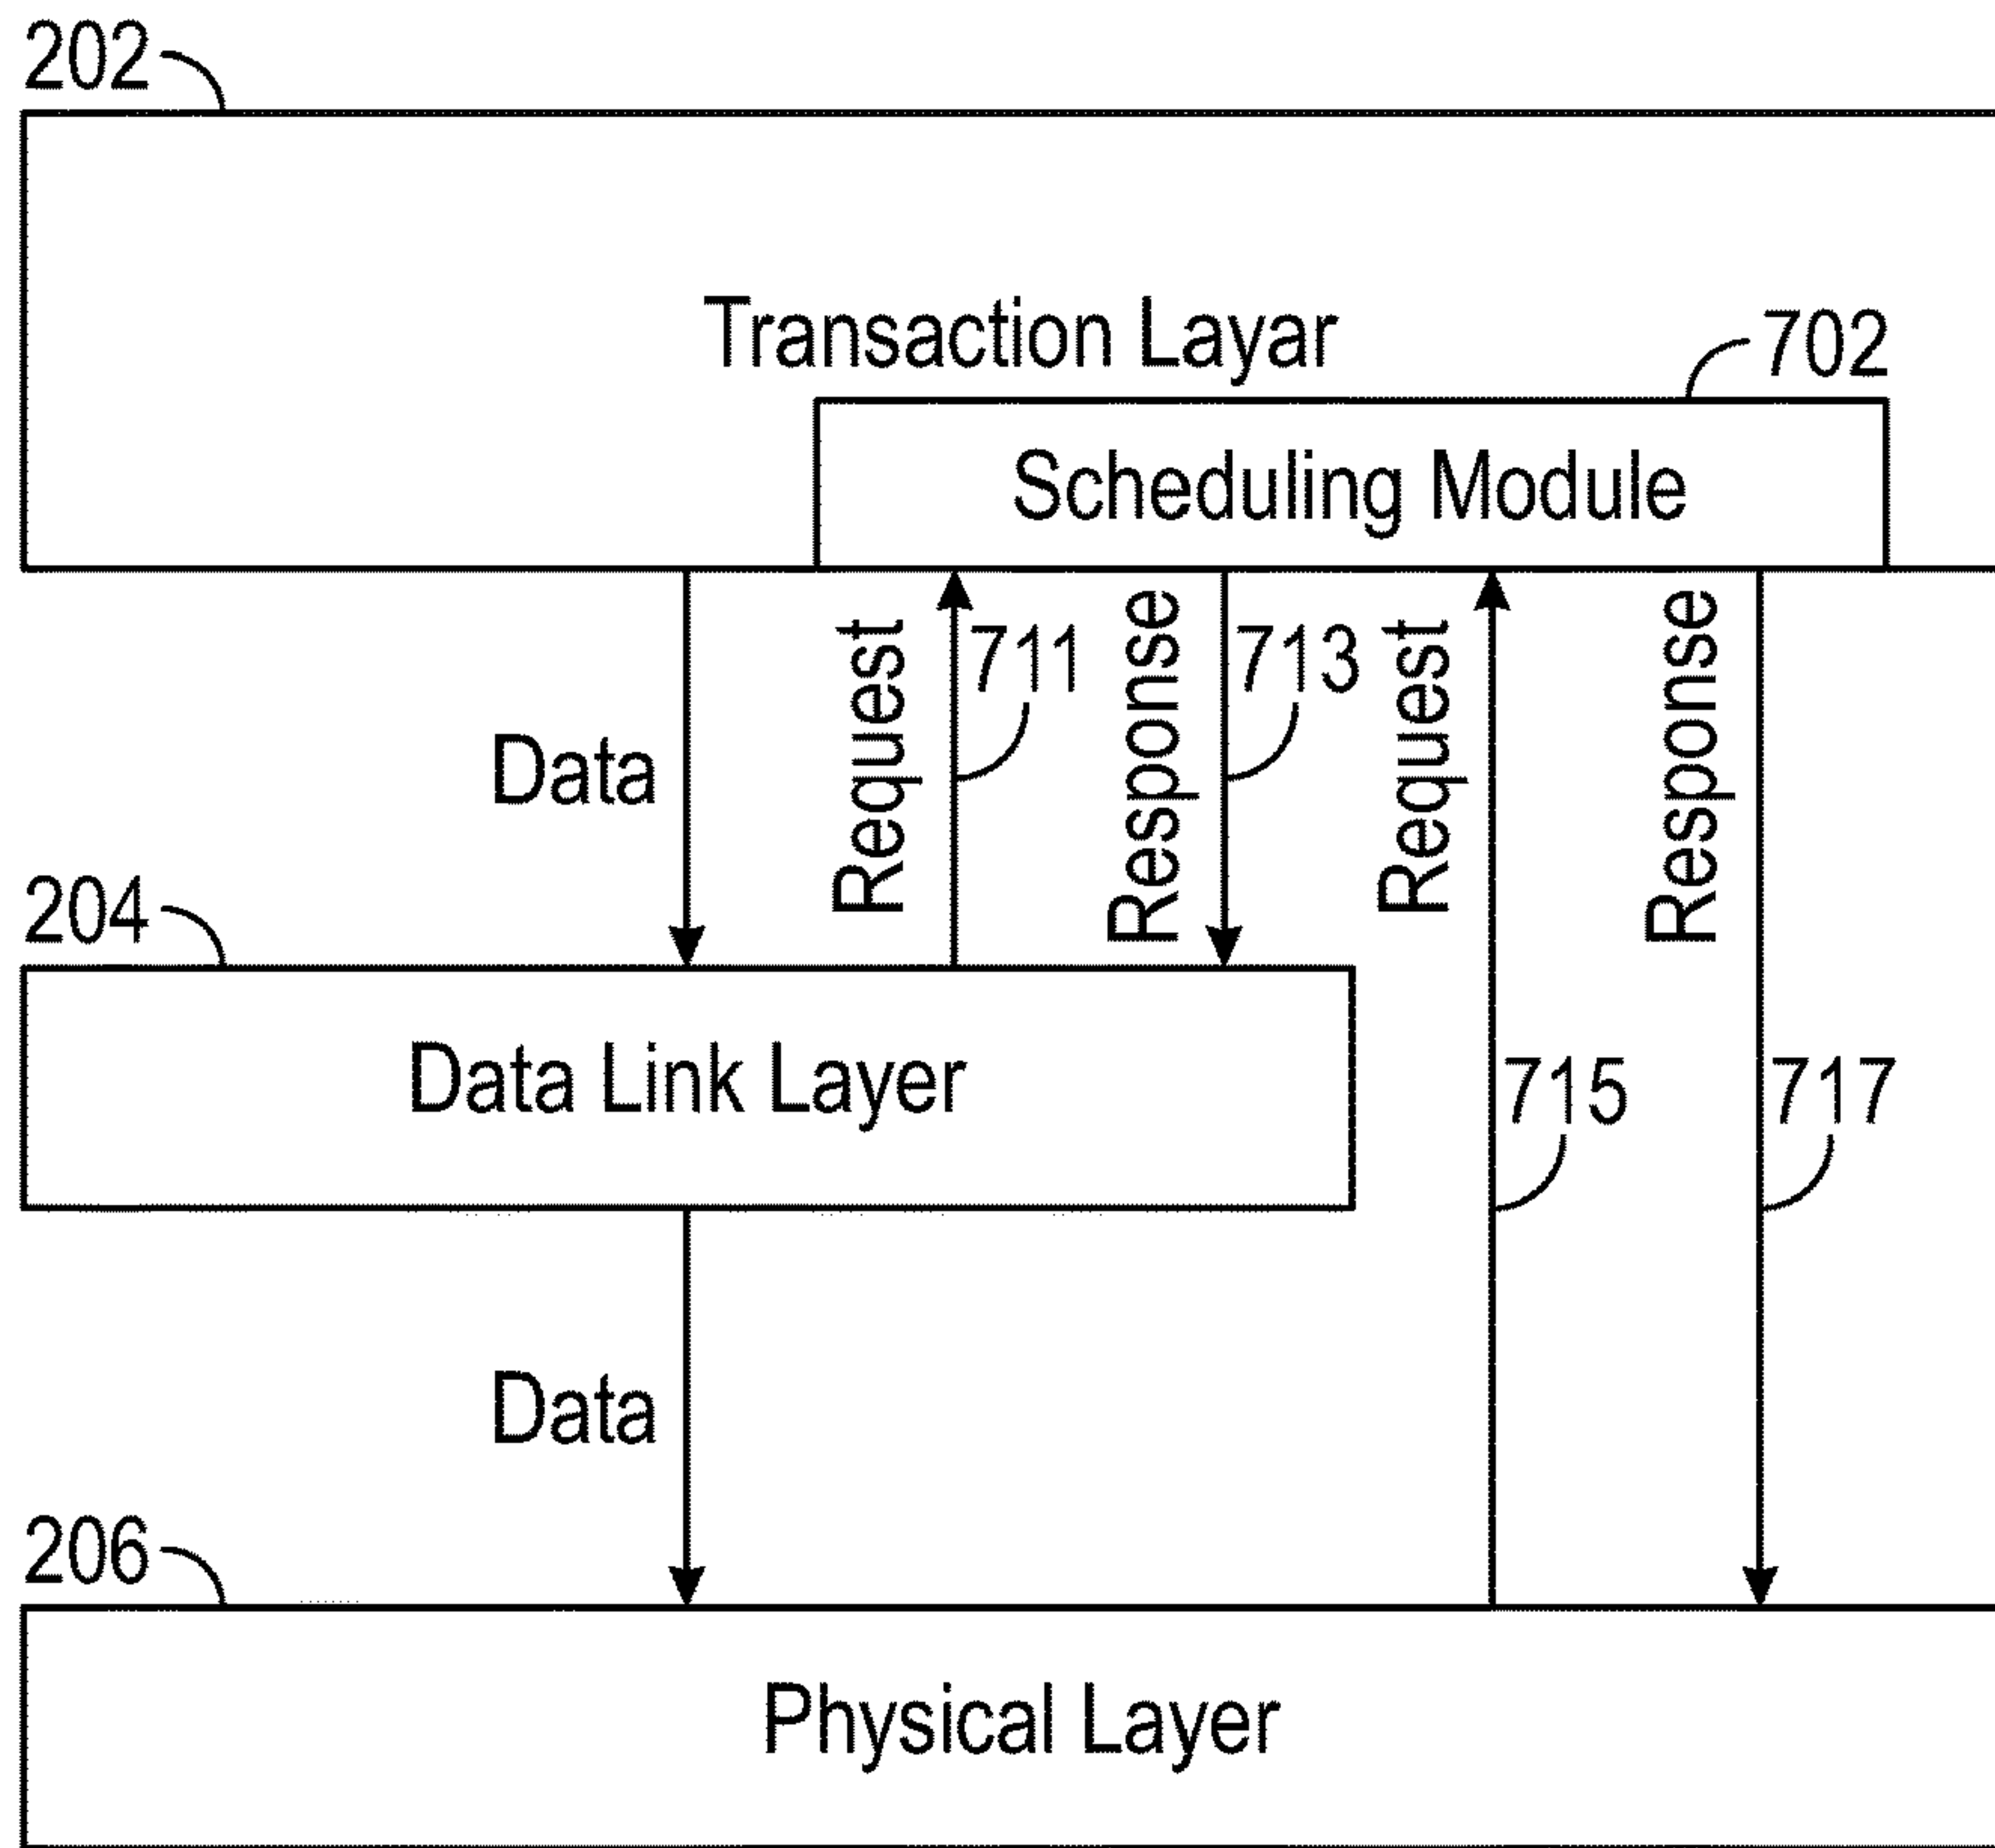 202
Transaction Layar
702
Scheduling Module
Data
Request
711
Response
713
Request
Response
204
Data Link Layer
715
717
Data
206
Physical Layer